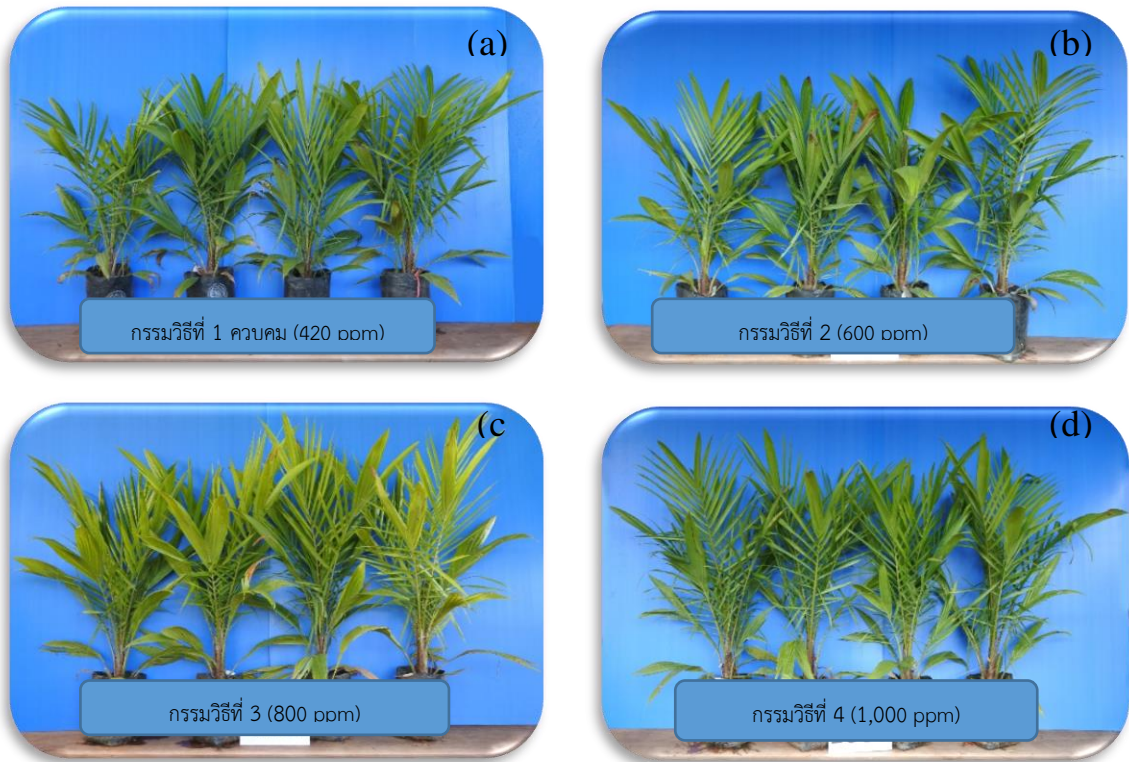 (a)
กรรมวิธีที่ 1 ควบคม (420 ppm)
(b)
กรรมวิธีที่ 2 (600 ppm)
(c
กรรมวิธีที่ 3 (800 ppm)
(d)
กรรมวิธีที่ 4 (1,000 ppm)